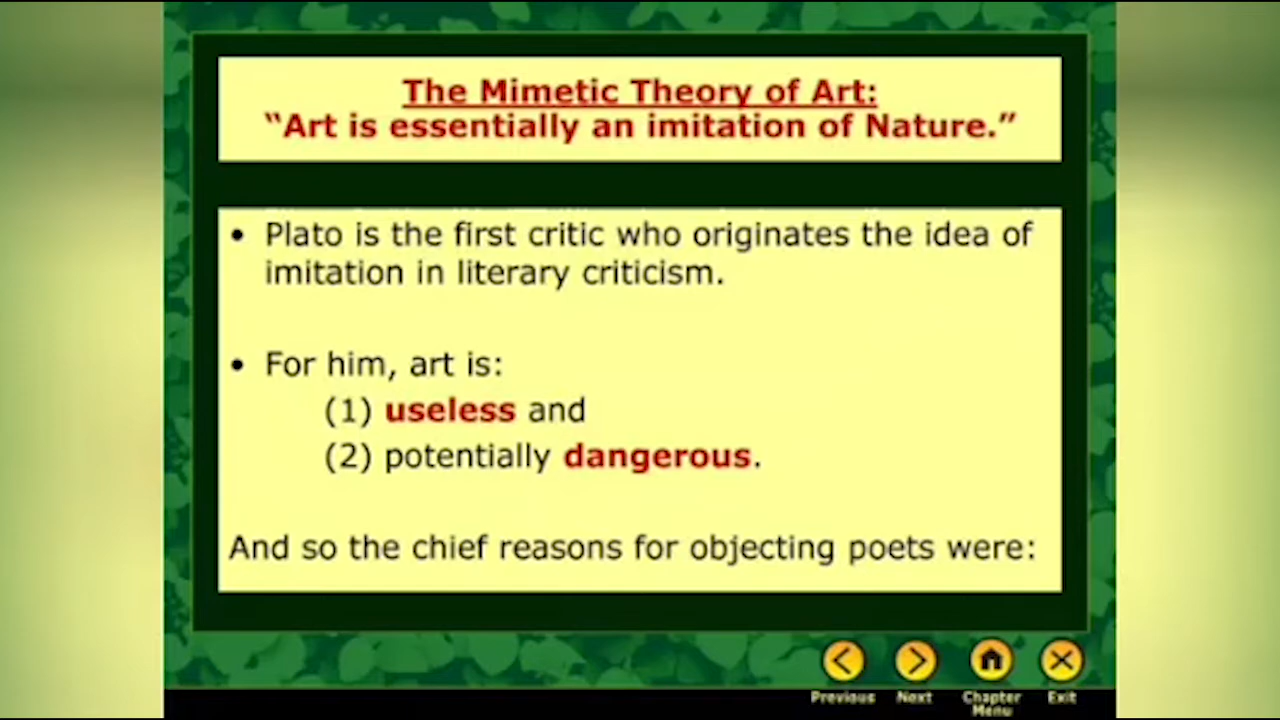 The Mimetic Theory of Art:
“Art is essentially an imitation of Nature.”
• Plato is the first critic who originates the idea of
imitation in literary criticism.
• For him, art is:
(1) useless and
(2) potentially dangerous.
And so the chief reasons for objecting poets were:
Previous
Next
Chapter
Menu
Exit